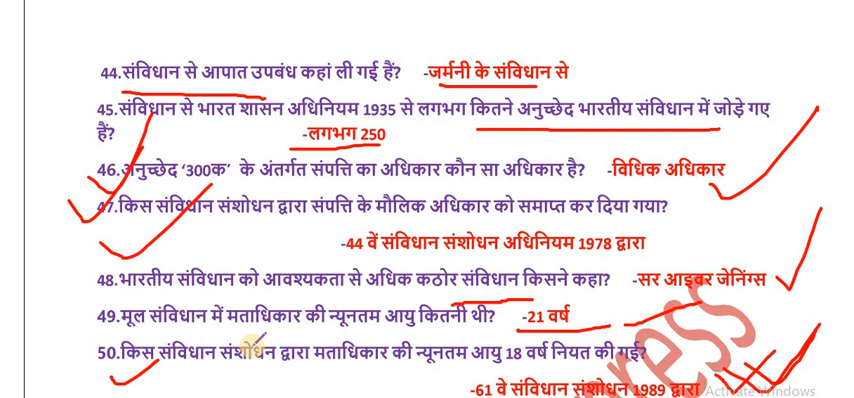 44.संविधान से आपात उपबंध कहां ली गई हैं? -जर्मनी के संविधान से
45.संविधान से भारत शासन अधिनियम 1935 से लगभग कितने अनुच्छेद भारतीय संविधान में जोड़े गए
हैं? -लगभग 250
46.अनुच्छेद ‘300क’ के अंतर्गत संपत्ति का अधिकार कौन सा अधिकार है? -विधिक अधिकार
47.किस संविधान संशोधन द्वारा संपत्ति के मौलिक अधिकार को समाप्त कर दिया गया?
-44 वें संविधान संशोधन अधिनियम 1978 द्वारा
48.भारतीय संविधान को आवश्यकता से अधिक कठोर संविधान किसने कहा? -सर आइवर जेनिंग्स
49.मूल संविधान में मताधिकार की न्यूनतम आयु कितनी थी? -21 वर्ष
50.किस संविधान संशोधन द्वारा मताधिकार की न्यूनतम आयु 18 वर्ष नियत की गई?
-61 वे संविधान संशोधन 1989 द्वारा
press
Activate Windows